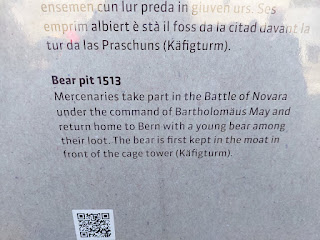 ensemen cun lur preda in giuven urs. Ses
emprim albiert è stà il foss da la citad davant la
tur da las Praschuns (Käfigturm).
Bear pit 1513
Mercenaries take part in the Battle of Novara
under the command of Bartholomäus May and
return home to Bern with a young bear among
their loot. The bear is first kept in the moat in
front of the cage tower (Käfigturm).